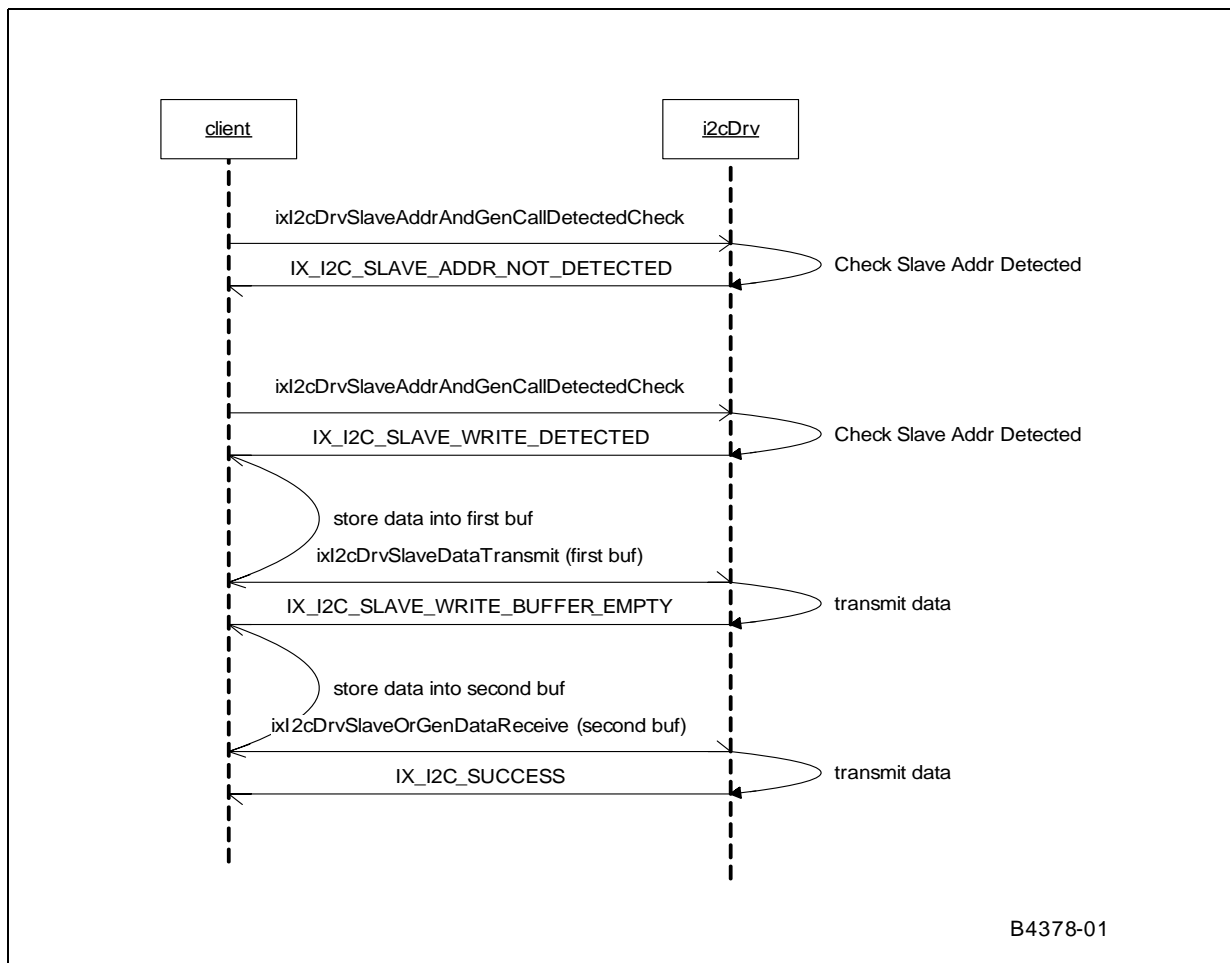 client
i2cDrv
ixI2cDrvSlaveAddrAndGenCallDetectedCheck
IX_I2C_SLAVE_ADDR_NOT_DETECTED
Check Slave Addr Detected
ixI2cDrvSlaveAddrAndGenCallDetectedCheck
IX_I2C_SLAVE_WRITE_DETECTED
Check Slave Addr Detected
store data into first buf
ixI2cDrvSlaveDataTransmit (first buf)
IX_I2C_SLAVE_WRITE_BUFFER_EMPTY
transmit data
store data into second buf
ixI2cDrvSlaveOrGenDataReceive (second buf)
IX_I2C_SUCCESS
transmit data
B4378-01